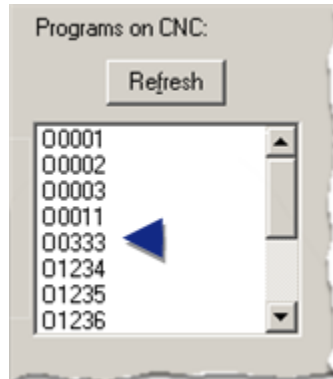 Programs on CNC:
Refresh
O0001
O0002
O0003
O0011
O0333
O1234
O1235
O1236